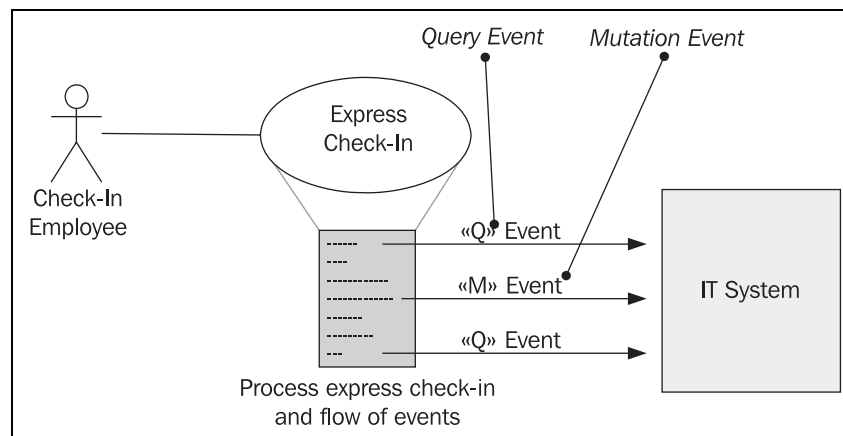 Query Event
Mutation Event
Express
Check-In
Check-In
Employee
«Q» Event
«M» Event
«Q» Event
IT System
Process express check-in
and flow of events